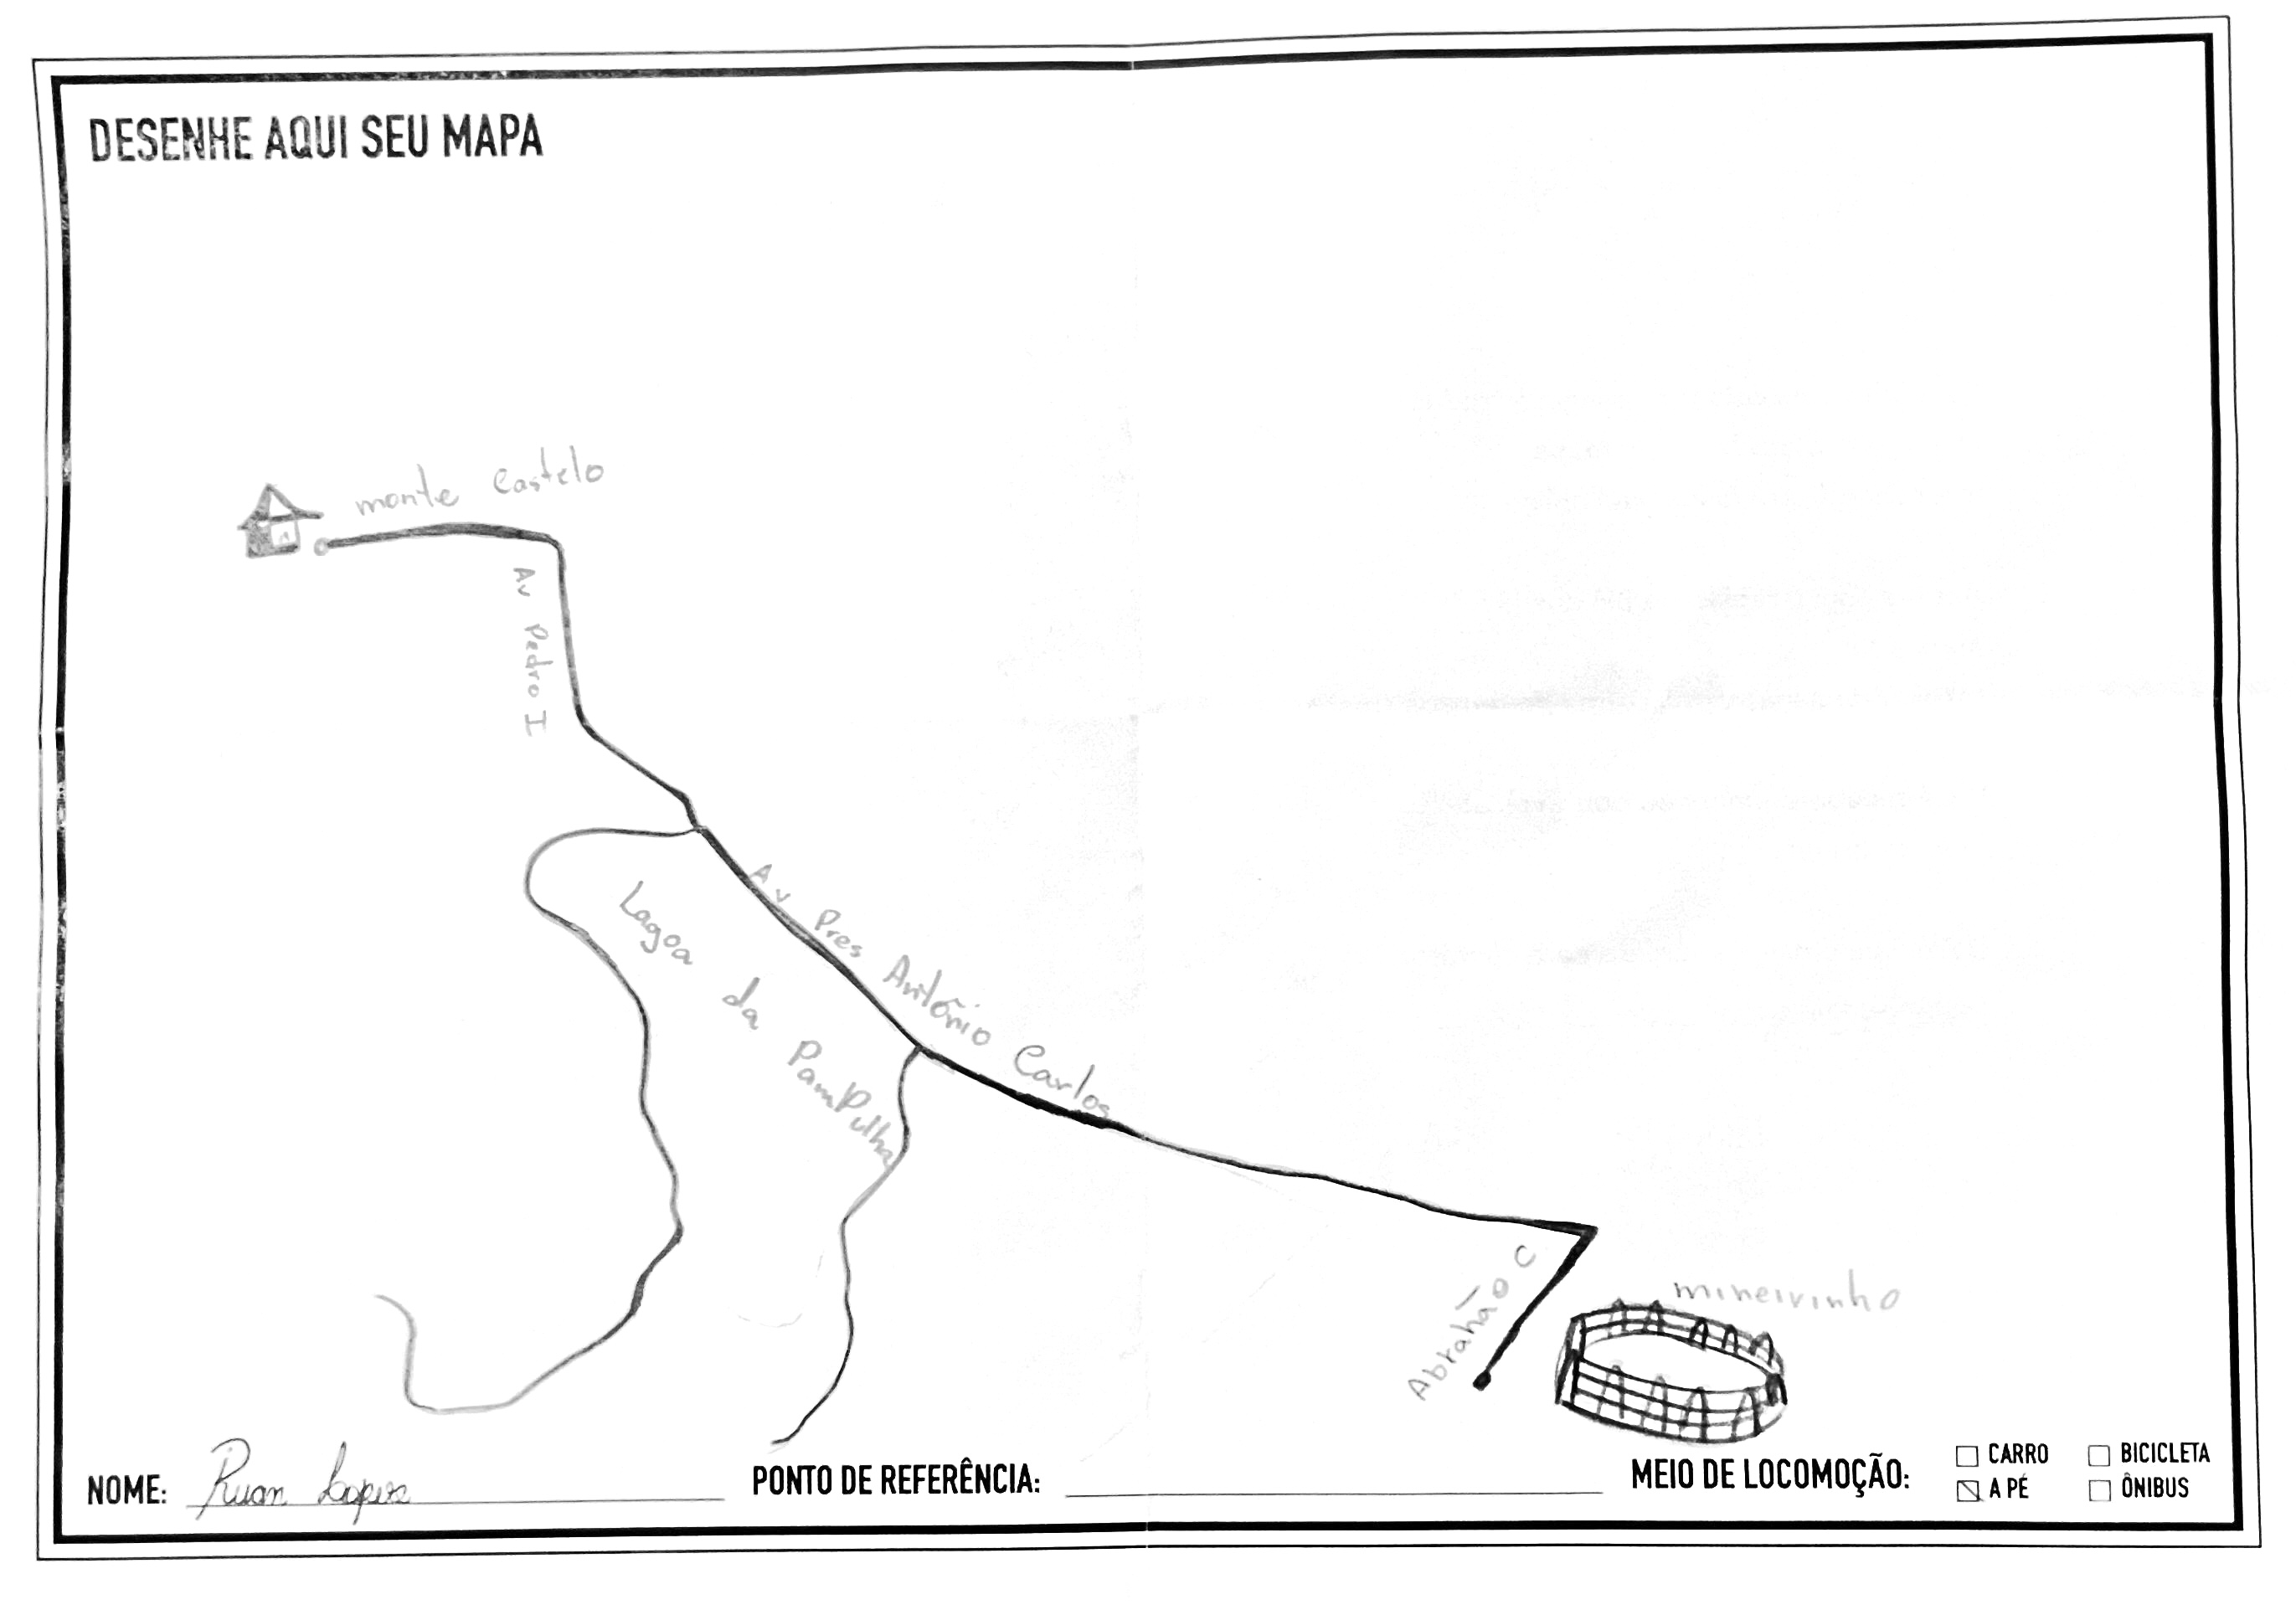 DESENHE AQUI SEU MAPA
monte Castelo
Av Pedro I
Av Pres Antônio Carlos
Lagoa da Pampulha
Abrahão C
mineirinho
NOME: Ruan Lopes
PONTO DE REFERÊNCIA:
MEIO DE LOCOMOÇÃO:
CARRO
BICICLETA
A PÉ
ÔNIBUS